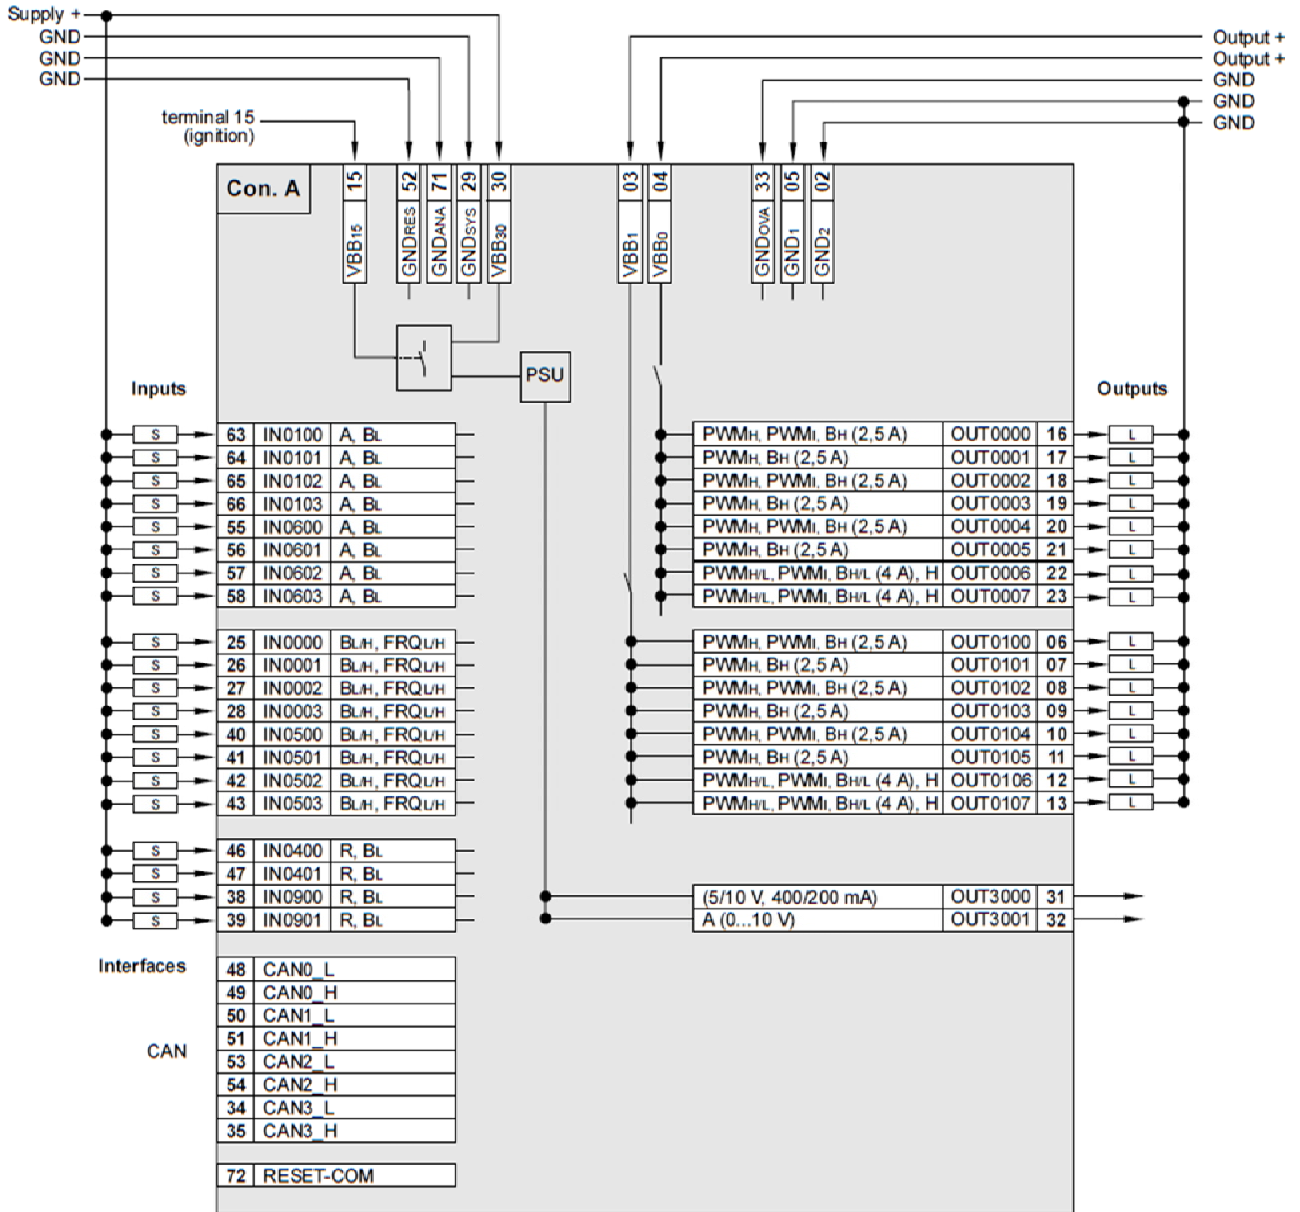 Supply +
GND
GND
GND
terminal 15
(ignition)
Output +
Output +
GND
GND
GND
Con. A
15 VBB15
52 GNDRES
71 GNDANA
29 GNDSYS
30 VBB30
03 VBB1
04 VBB0
33 GNDOVA
05 GND1
02 GND2
PSU
Inputs
Outputs
S 63 IN0100 A, BL
S 64 IN0101 A, BL
S 65 IN0102 A, BL
S 66 IN0103 A, BL
S 55 IN0600 A, BL
S 56 IN0601 A, BL
S 57 IN0602 A, BL
S 58 IN0603 A, BL
PWMH, PWMI, BH (2,5 A) OUT0000 16 L
PWMH, BH (2,5 A) OUT0001 17 L
PWMH, PWMI, BH (2,5 A) OUT0002 18 L
PWMH, BH (2,5 A) OUT0003 19 L
PWMH, PWMI, BH (2,5 A) OUT0004 20 L
PWMH, BH (2,5 A) OUT0005 21 L
PWMH/L, PWMI, BH/L (4 A), H OUT0006 22 L
PWMH/L, PWMI, BH/L (4 A), H OUT0007 23 L
S 25 IN0000 BL/H, FRQL/H
S 26 IN0001 BL/H, FRQL/H
S 27 IN0002 BL/H, FRQL/H
S 28 IN0003 BL/H, FRQL/H
S 40 IN0500 BL/H, FRQL/H
S 41 IN0501 BL/H, FRQL/H
S 42 IN0502 BL/H, FRQL/H
S 43 IN0503 BL/H, FRQL/H
PWMH, PWMI, BH (2,5 A) OUT0100 06 L
PWMH, BH (2,5 A) OUT0101 07 L
PWMH, PWMI, BH (2,5 A) OUT0102 08 L
PWMH, BH (2,5 A) OUT0103 09 L
PWMH, PWMI, BH (2,5 A) OUT0104 10 L
PWMH, BH (2,5 A) OUT0105 11 L
PWMH/L, PWMI, BH/L (4 A), H OUT0106 12 L
PWMH/L, PWMI, BH/L (4 A), H OUT0107 13 L
S 46 IN0400 R, BL
S 47 IN0401 R, BL
S 38 IN0900 R, BL
S 39 IN0901 R, BL
(5/10 V, 400/200 mA) OUT3000 31
A (0...10 V) OUT3001 32
Interfaces
CAN
48 CAN0_L
49 CAN0_H
50 CAN1_L
51 CAN1_H
53 CAN2_L
54 CAN2_H
34 CAN3_L
35 CAN3_H
72 RESET-COM